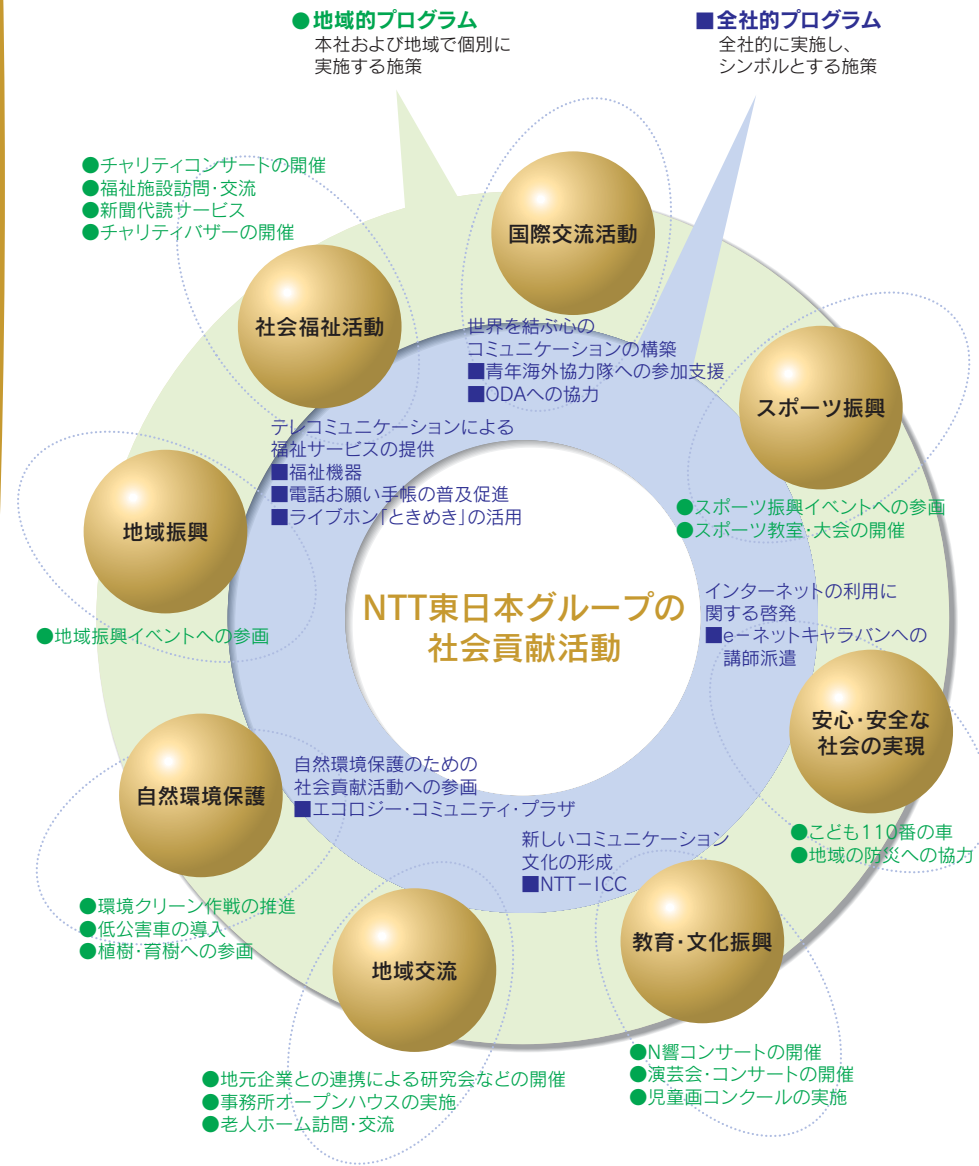 ●地域的プログラム
本社および地域で個別に
実施する施策
■全社的プログラム
全社的に実施し、
シンボルとする施策
●チャリティコンサートの開催
●福祉施設訪問・交流
●新聞代読サービス
●チャリティバザーの開催
国際交流活動
社会福祉活動
世界を結ぶ心の
コミュニケーションの構築
■青年海外協力隊への参加支援
■ODAへの協力
スポーツ振興
テレコミュニケーションによる
福祉サービスの提供
■福祉機器
■電話お願い手帳の普及促進
■ライブホン「ときめき」の活用
地域振興
●スポーツ振興イベントへの参画
●スポーツ教室・大会の開催
NTT東日本グループの
社会貢献活動
インターネットの利用に
関する啓発
■e−ネットキャラバンへの
講師派遣
●地域振興イベントへの参画
安心・安全な
社会の実現
自然環境保護
自然環境保護のための
社会貢献活動への参画
■エコロジー・コミュニティ・プラザ
新しいコミュニケーション
文化の形成
■NTT−ICC
●こども110番の車
●地域の防災への協力
●環境クリーン作戦の推進
●低公害車の導入
●植樹・育樹への参画
地域交流
教育・文化振興
●N響コンサートの開催
●演芸会・コンサートの開催
●児童画コンクールの実施
●地元企業との連携による研究会などの開催
●事務所オープンハウスの実施
●老人ホーム訪問・交流